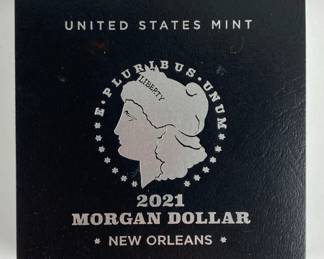 UNITED STATES MINT
E·PLURIBUS·UNUM
LIBERTY
2021
MORGAN DOLLAR
* NEW ORLEANS *